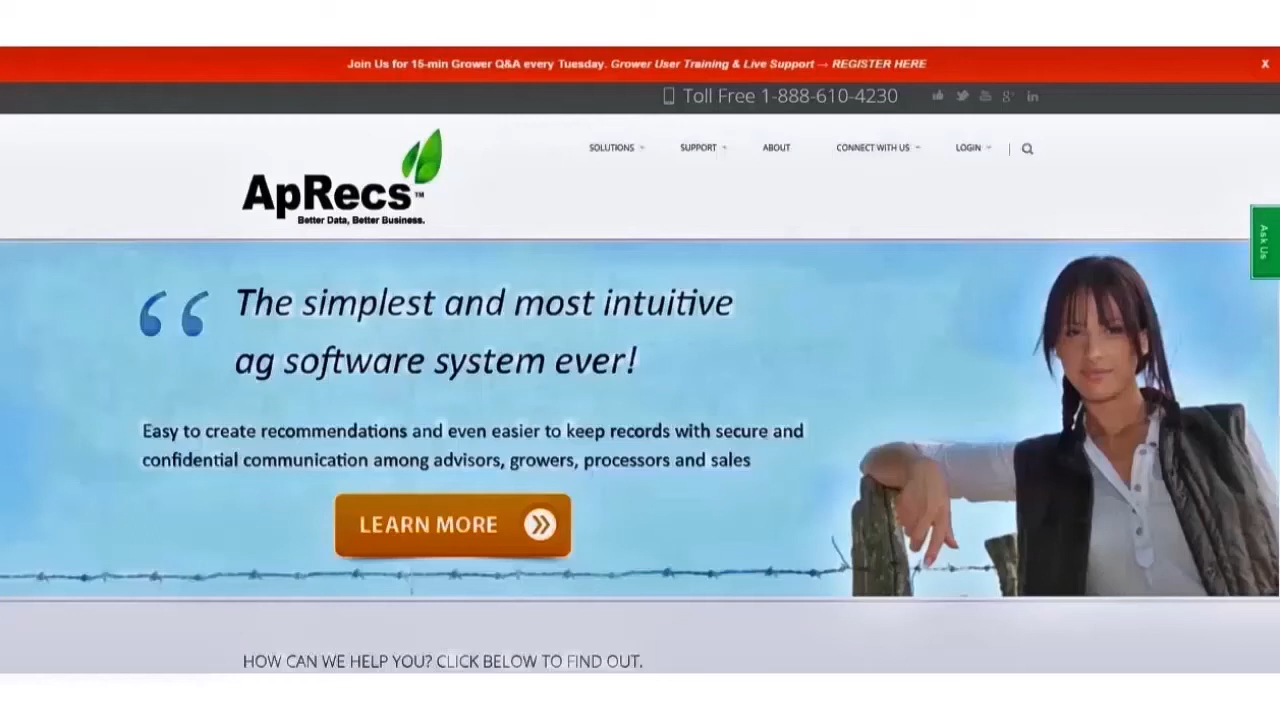 Join Us for 15-min Grower Q&A every Tuesday. Grower User Training & Live Support → REGISTER HERE X
Toll Free 1-888-610-4230
SOLUTIONS SUPPORT ABOUT CONNECT WITH US LOGIN
ApRecs™
Better Data, Better Business.
Ask Us
“ The simplest and most intuitive
ag software system ever!
Easy to create recommendations and even easier to keep records with secure and
confidential communication among advisors, growers, processors and sales
LEARN MORE
HOW CAN WE HELP YOU? CLICK BELOW TO FIND OUT.